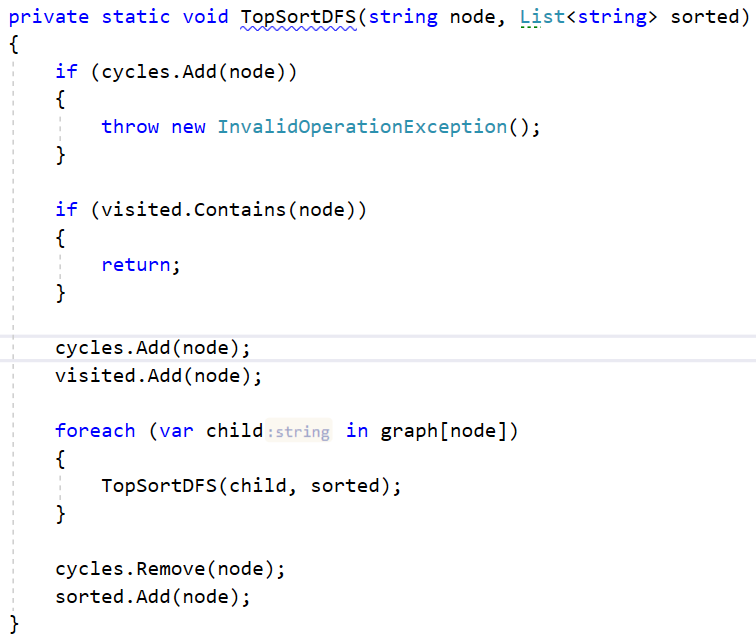 private static void TopSortDFS(string node, List<string> sorted)
{
    if (cycles.Add(node))
    {
        throw new InvalidOperationException();
    }

    if (visited.Contains(node))
    {
        return;
    }

    cycles.Add(node);
    visited.Add(node);

    foreach (var child:string in graph[node])
    {
        TopSortDFS(child, sorted);
    }

    cycles.Remove(node);
    sorted.Add(node);
}